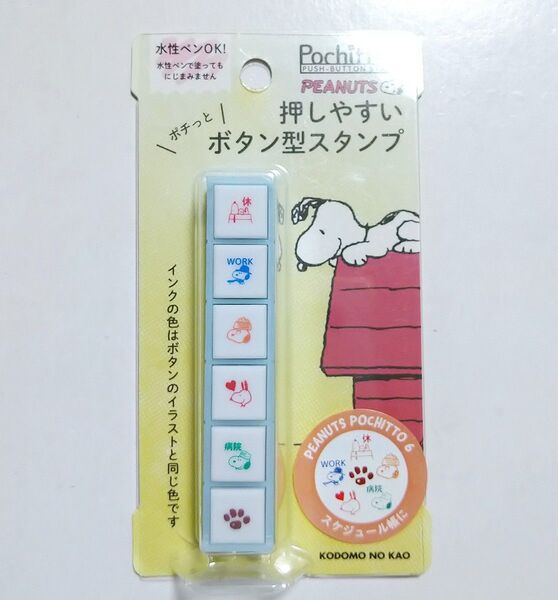 水性ペンOK!
水性ペンで塗っても
にじまみません
Pochitto
PUSH-BUTTON
PEANUTS
ポチっと
押しやすい
ボタン型スタンプ
休
WORK
病院
インクの色はボタンのイラストと同じ色です
PEANUTS POCHITTO 6
休
WORK
病院
スケジュール帳に
KODOMO NO KAO